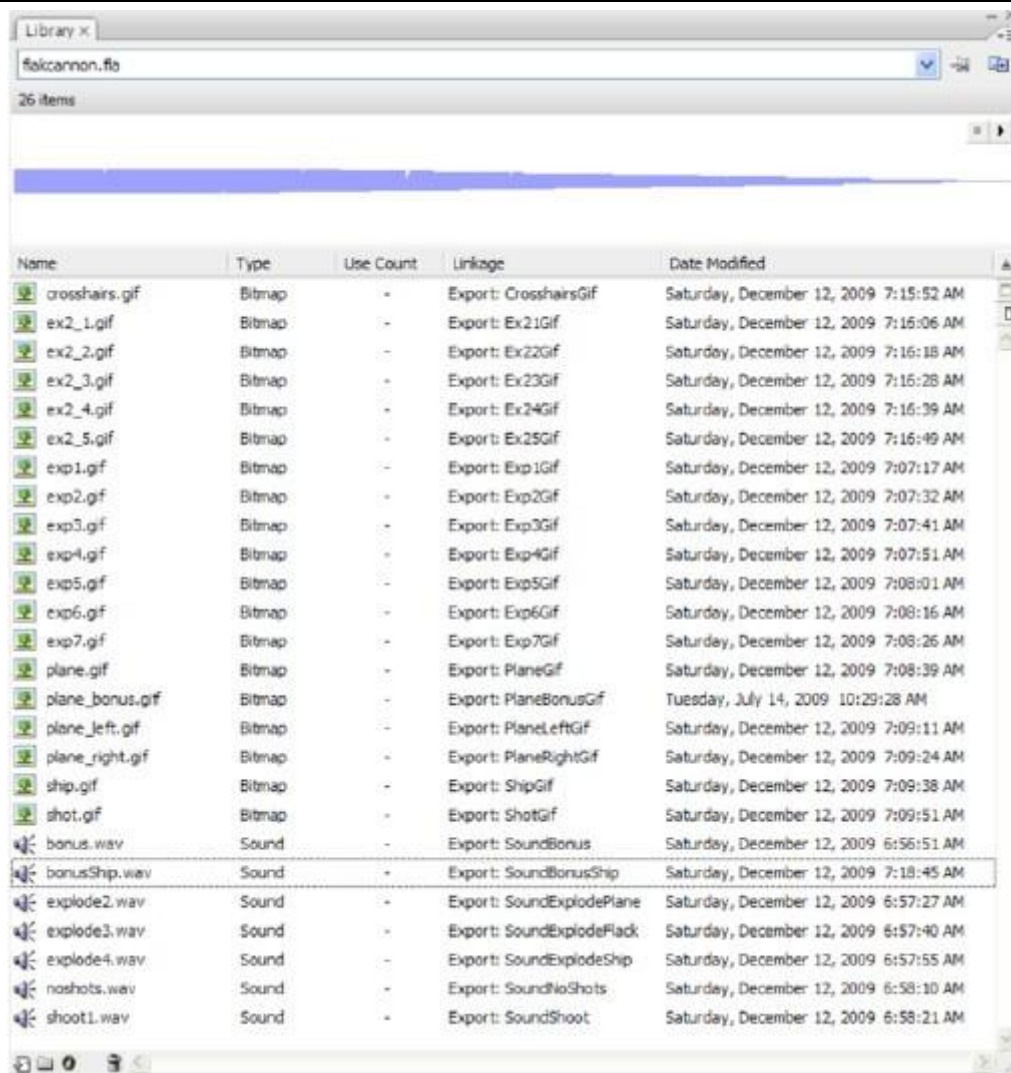 Library ×
flakcannon.fla
26 items
Name Type Use Count Linkage Date Modified
crosshairs.gif Bitmap - Export: CrosshairsGif Saturday, December 12, 2009 7:15:52 AM
ex2_1.gif Bitmap - Export: Ex21Gif Saturday, December 12, 2009 7:16:06 AM
ex2_2.gif Bitmap - Export: Ex22Gif Saturday, December 12, 2009 7:16:18 AM
ex2_3.gif Bitmap - Export: Ex23Gif Saturday, December 12, 2009 7:16:28 AM
ex2_4.gif Bitmap - Export: Ex24Gif Saturday, December 12, 2009 7:16:39 AM
ex2_5.gif Bitmap - Export: Ex25Gif Saturday, December 12, 2009 7:16:49 AM
exp1.gif Bitmap - Export: Exp1Gif Saturday, December 12, 2009 7:07:17 AM
exp2.gif Bitmap - Export: Exp2Gif Saturday, December 12, 2009 7:07:32 AM
exp3.gif Bitmap - Export: Exp3Gif Saturday, December 12, 2009 7:07:41 AM
exp4.gif Bitmap - Export: Exp4Gif Saturday, December 12, 2009 7:07:51 AM
exp5.gif Bitmap - Export: Exp5Gif Saturday, December 12, 2009 7:08:01 AM
exp6.gif Bitmap - Export: Exp6Gif Saturday, December 12, 2009 7:08:16 AM
exp7.gif Bitmap - Export: Exp7Gif Saturday, December 12, 2009 7:08:26 AM
plane.gif Bitmap - Export: PlaneGif Saturday, December 12, 2009 7:08:39 AM
plane_bonus.gif Bitmap - Export: PlaneBonusGif Tuesday, July 14, 2009 10:29:28 AM
plane_left.gif Bitmap - Export: PlaneLeftGif Saturday, December 12, 2009 7:09:11 AM
plane_right.gif Bitmap - Export: PlaneRightGif Saturday, December 12, 2009 7:09:24 AM
ship.gif Bitmap - Export: ShipGif Saturday, December 12, 2009 7:09:38 AM
shot.gif Bitmap - Export: ShotGif Saturday, December 12, 2009 7:09:51 AM
bonus.wav Sound - Export: SoundBonus Saturday, December 12, 2009 6:56:51 AM
bonusShip.wav Sound - Export: SoundBonusShip Saturday, December 12, 2009 7:18:45 AM
explode2.wav Sound - Export: SoundExplodePlane Saturday, December 12, 2009 6:57:27 AM
explode3.wav Sound - Export: SoundExplodeFlack Saturday, December 12, 2009 6:57:40 AM
explode4.wav Sound - Export: SoundExplodeShip Saturday, December 12, 2009 6:57:55 AM
noshots.wav Sound - Export: SoundNoShots Saturday, December 12, 2009 6:58:10 AM
shoot1.wav Sound - Export: SoundShoot Saturday, December 12, 2009 6:58:21 AM